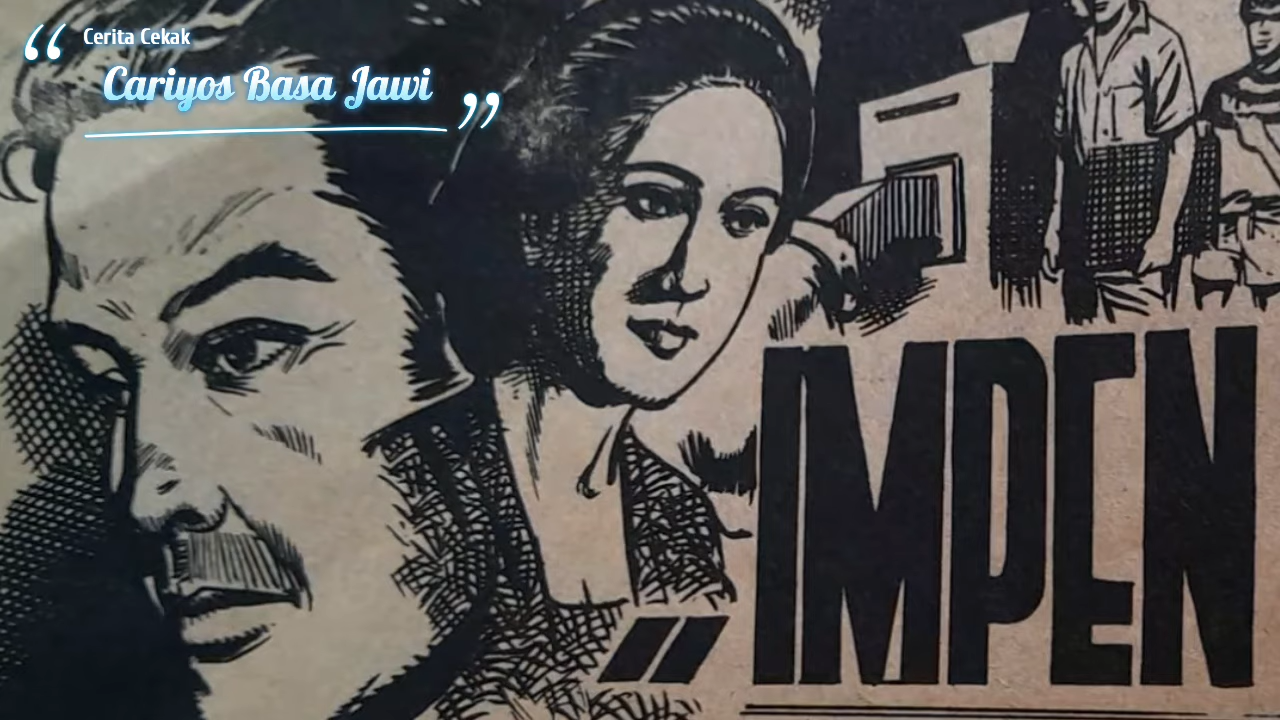 “ Cerita Cekak
Cariyos Basa Jawi ”
„IMPEN